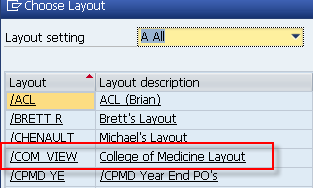 Choose Layout
Layout setting A All
Layout Layout description
/ACL ACL (Brian)
/BRETT R Brett's Layout
/CHENAULT Michael's Layout
/COM_VIEW College of Medicine Layout
/CPMD YE /CPMD Year End PO's